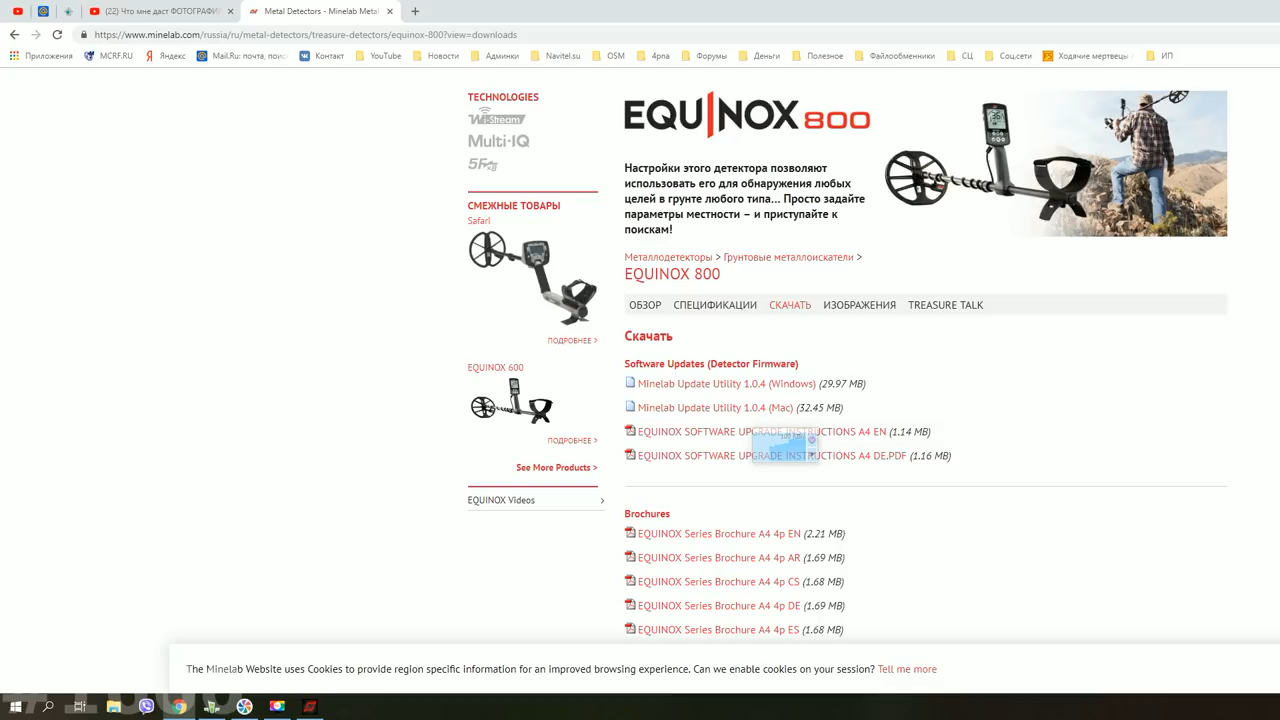 (22) Что мне даст ФОТОГРАФИ
Metal Detectors - Minelab Metal
https://www.minelab.com/russia/ru/metal-detectors/treasure-detectors/equinox-800?view=downloads
Приложения
MCRF.RU
Яндекс
Mail.Ru: почта, поис
Контакт
YouTube
Новости
Админки
Navitel.su
OSM
4pna
Форумы
Деньги
Полезное
Файлообменники
СЦ
Соц.сети
Ходячие мертвецы
ИП
TECHNOLOGIES
Wi-Stream
Multi-IQ
5Fx8
СМЕЖНЫЕ ТОВАРЫ
Safari
ПОДРОБНЕЕ >
EQUINOX 600
ПОДРОБНЕЕ >
See More Products >
EQUINOX Videos
EQUINOX 800
Настройки этого детектора позволяют
использовать его для обнаружения любых
целей в грунте любого типа... Просто задайте
параметры местности – и приступайте к
поискам!
Металлодетекторы > Грунтовые металлоискатели >
EQUINOX 800
ОБЗОР СПЕЦИФИКАЦИИ СКАЧАТЬ ИЗОБРАЖЕНИЯ TREASURE TALK
Скачать
Software Updates (Detector Firmware)
Minelab Update Utility 1.0.4 (Windows) (29.97 MB)
Minelab Update Utility 1.0.4 (Mac) (32.45 MB)
EQUINOX SOFTWARE UPGRADE INSTRUCTIONS A4 EN (1.14 MB)
EQUINOX SOFTWARE UPGRADE INSTRUCTIONS A4 DE.PDF (1.16 MB)
Brochures
EQUINOX Series Brochure A4 4p EN (2.21 MB)
EQUINOX Series Brochure A4 4p AR (1.69 MB)
EQUINOX Series Brochure A4 4p CS (1.68 MB)
EQUINOX Series Brochure A4 4p DE (1.69 MB)
EQUINOX Series Brochure A4 4p ES (1.68 MB)
The Minelab Website uses Cookies to provide region specific information for an improved browsing experience. Can we enable cookies on your session? Tell me more